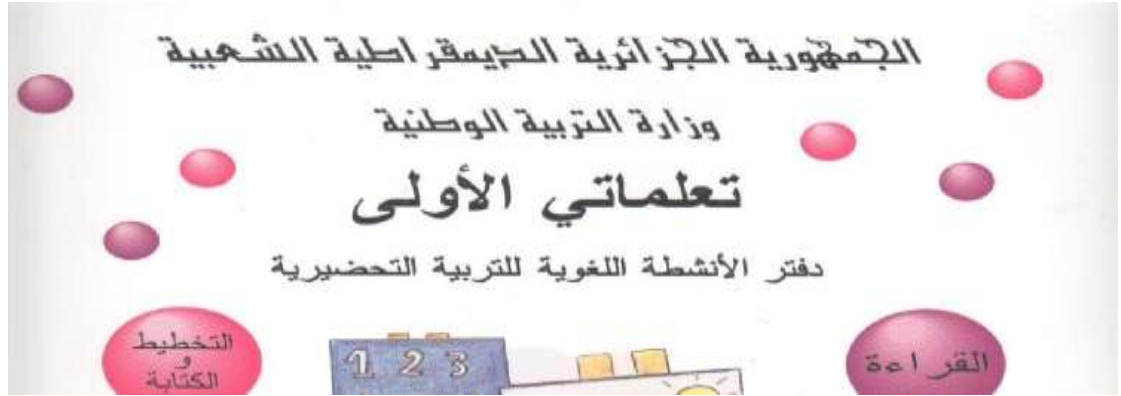 الجمهورية الجزائرية الديمقراطية الشعبية
وزارة التربية الوطنية
تعلماتي الأولى
دفتر الأنشطة اللغوية للتربية التحضيرية
القراءة
التخطيط
و
الكتابة
1 2 3